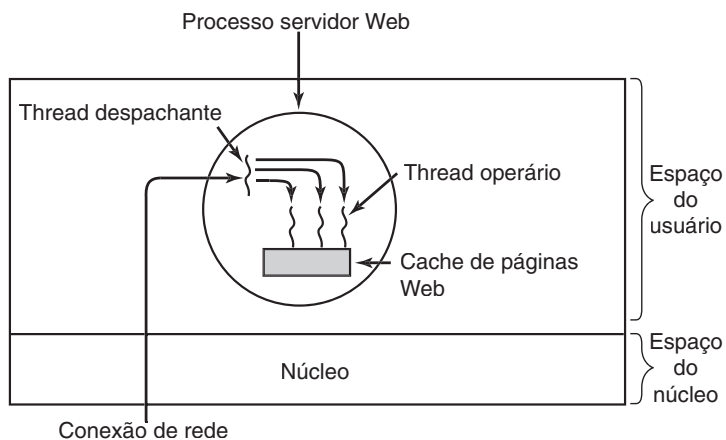 Processo servidor Web
Thread despachante
Thread operário
Espaço
do
usuário
Cache de páginas
Web
Núcleo
Espaço
do
núcleo
Conexão de rede